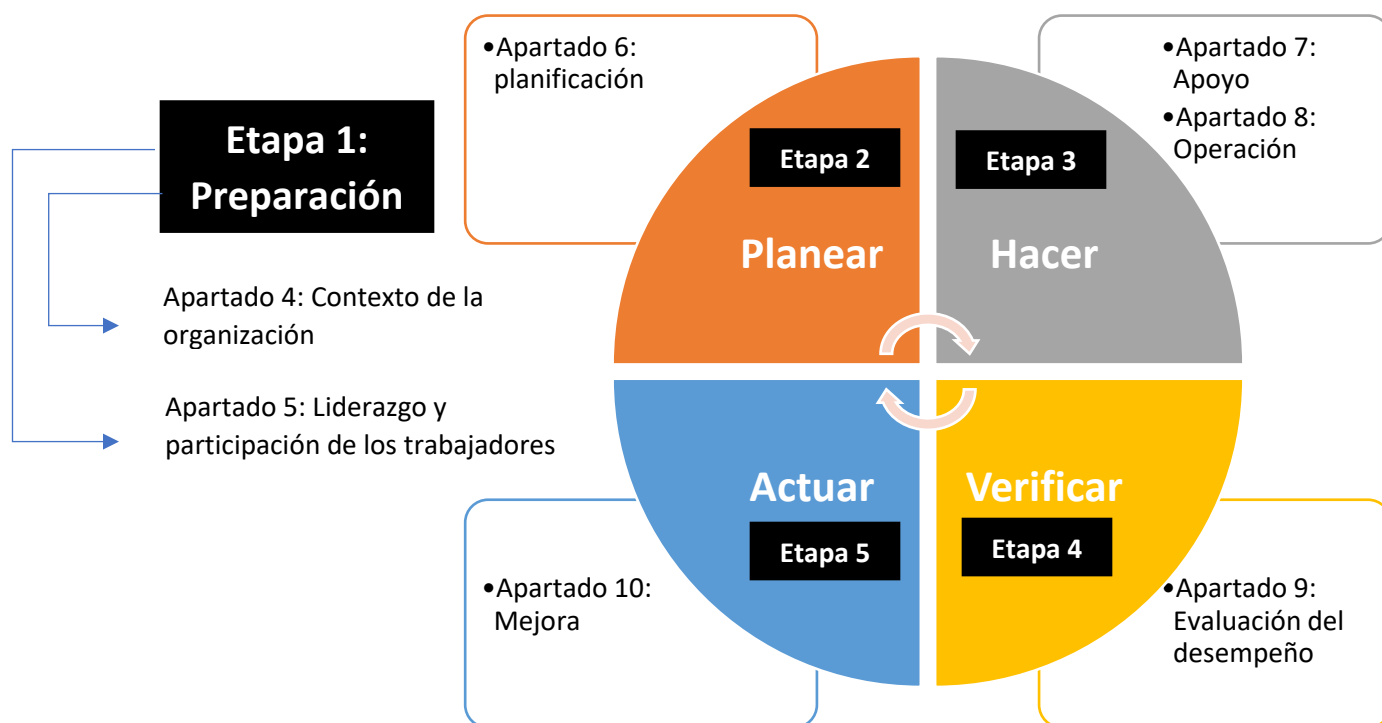 Etapa 1:
Preparación
Apartado 4: Contexto de la
organización
Apartado 5: Liderazgo y
participación de los trabajadores
•Apartado 6:
planificación
Etapa 2
Planear
•Apartado 7:
Apoyo
•Apartado 8:
Operación
Etapa 3
Hacer
Actuar
Etapa 5
•Apartado 10:
Mejora
Verificar
Etapa 4
•Apartado 9:
Evaluación del
desempeño